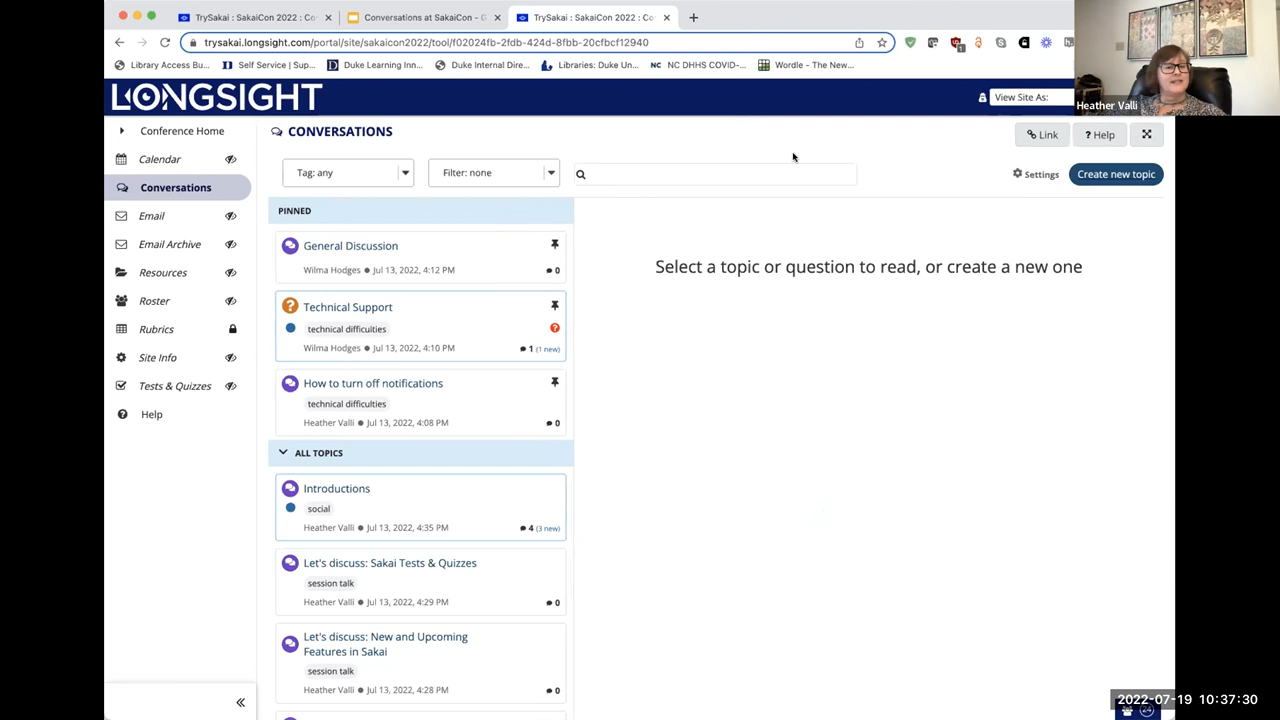 TrySakai : SakaiCon 2022 : Co
Conversations at SakaiCon - G
TrySakai : SakaiCon 2022 : Co
trysakai.longsight.com/portal/site/sakaicon2022/tool/f02024fb-2fdb-424d-8fbb-20cfbcf12940
Library Access Bu...
Self Service | Sup...
Duke Learning Inn...
Duke Internal Dire...
Libraries: Duke Un...
NC NC DHHS COVID-...
Wordle - The New...
Heather Valli
LONGSIGHT
View Site As:
Conference Home
Calendar
Conversations
Email
Email Archive
Resources
Roster
Rubrics
Site Info
Tests & Quizzes
Help
CONVERSATIONS
Link
? Help
Tag: any
Filter: none
Settings
Create new topic
PINNED
General Discussion
Wilma Hodges ● Jul 13, 2022, 4:12 PM
0
Technical Support
technical difficulties
Wilma Hodges ● Jul 13, 2022, 4:10 PM
1 (1 new)
How to turn off notifications
technical difficulties
Heather Valli ● Jul 13, 2022, 4:08 PM
0
ALL TOPICS
Introductions
social
Heather Valli ● Jul 13, 2022, 4:35 PM
4 (3 new)
Let's discuss: Sakai Tests & Quizzes
session talk
Heather Valli ● Jul 13, 2022, 4:29 PM
0
Let's discuss: New and Upcoming
Features in Sakai
session talk
Heather Valli ● Jul 13, 2022, 4:28 PM
0
Select a topic or question to read, or create a new one
2022-07-19 10:37:30
24